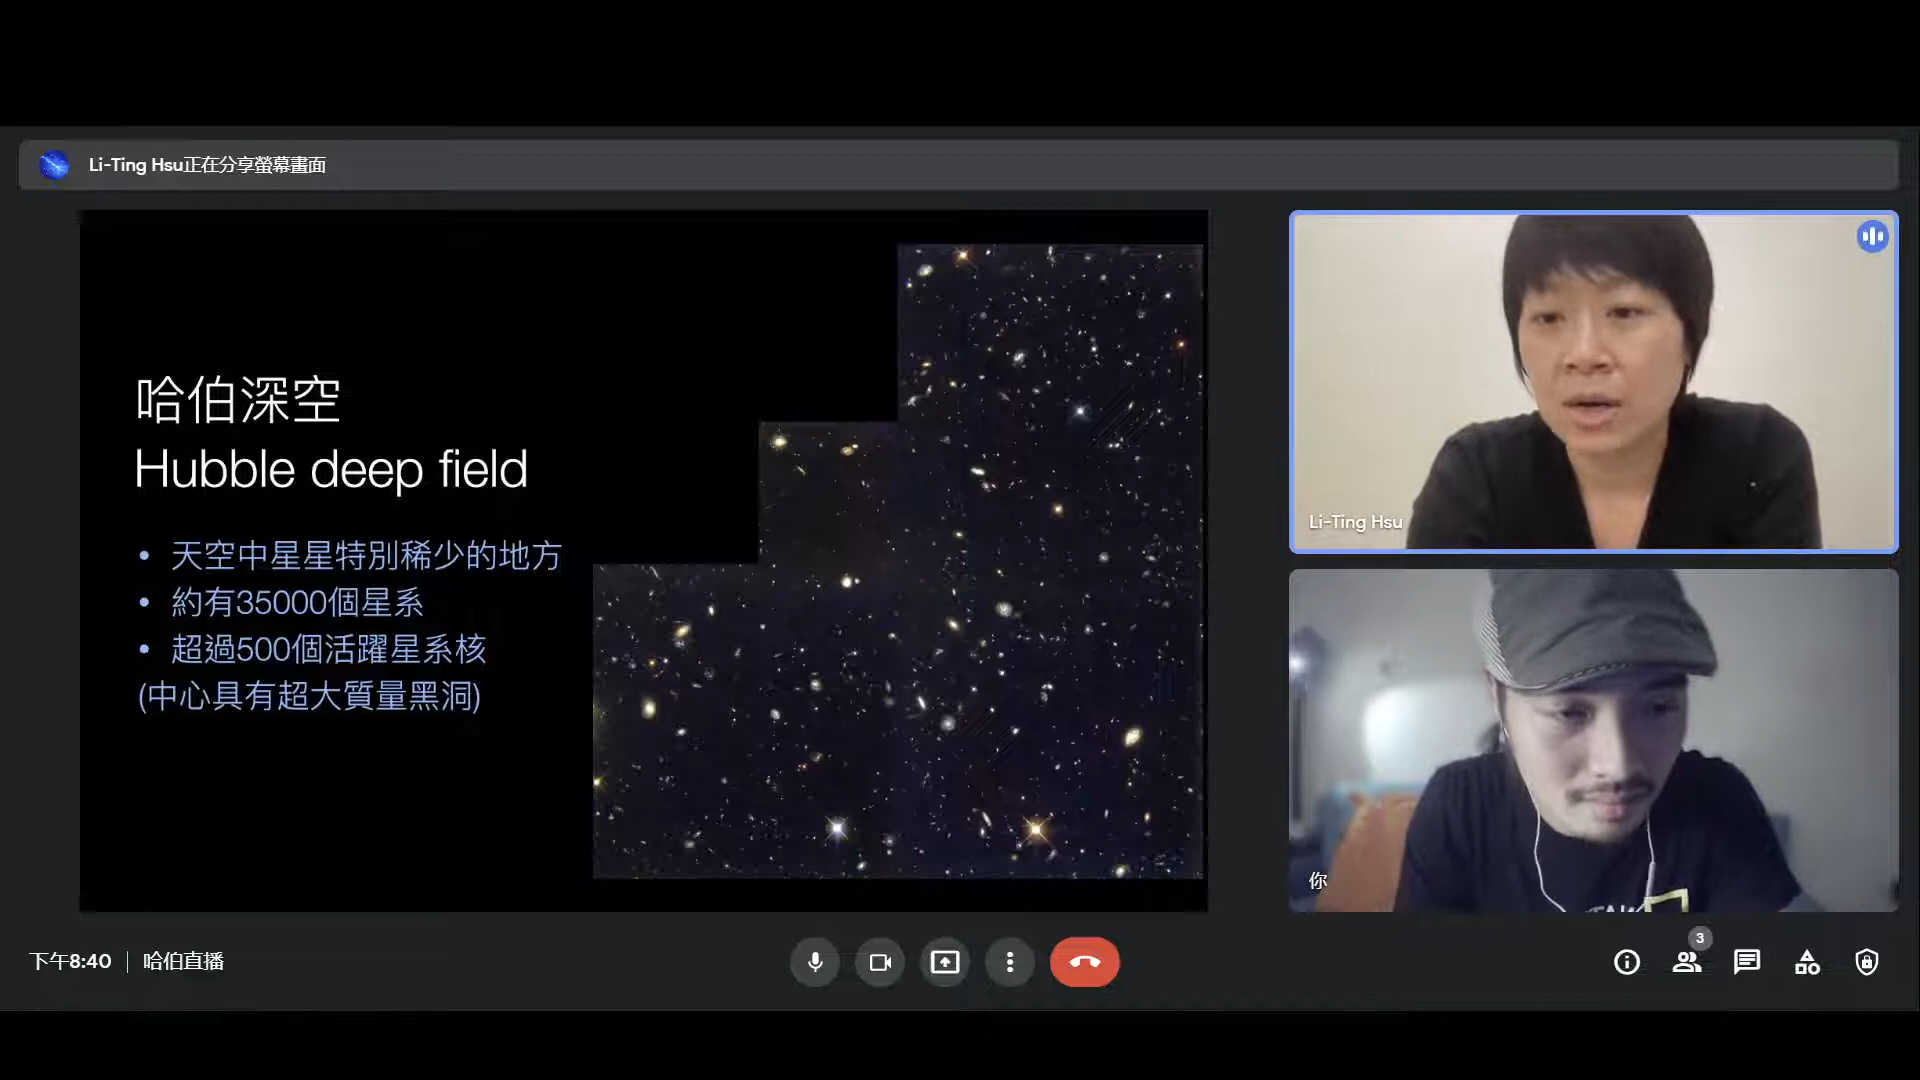 Li-Ting Hsu正在分享螢幕畫面
哈伯深空
Hubble deep field
• 天空中星星特別稀少的地方
• 約有35000個星系
• 超過500個活躍星系核
(中心具有超大質量黑洞)
Li-Ting Hsu
你
下午8:40 | 哈伯直播
3